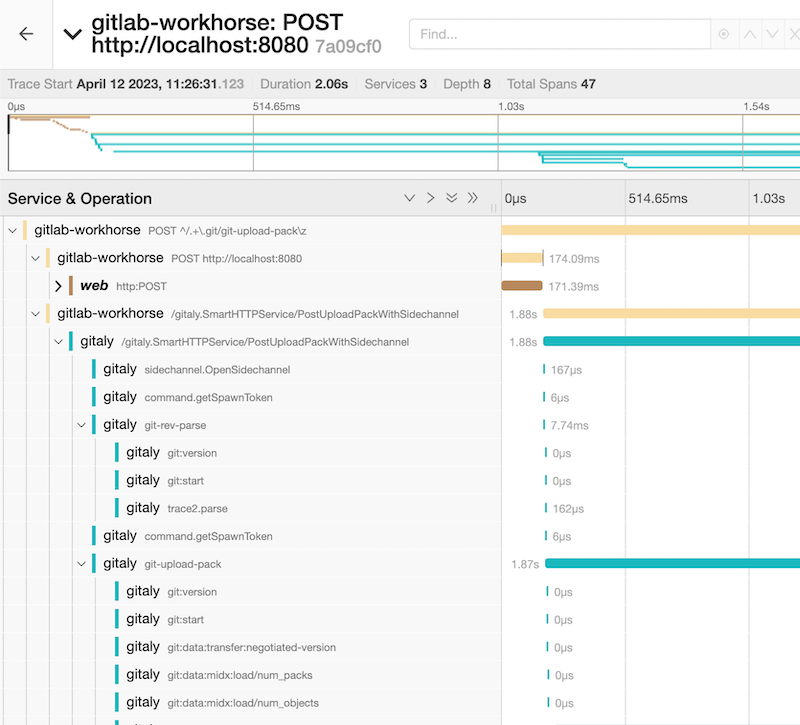 gitlab-workhorse: POST
http://localhost:8080 7a09cf0
Find...
Trace Start April 12 2023, 11:26:31.123 Duration 2.06s Services 3 Depth 8 Total Spans 47
0μs 514.65ms 1.03s 1.54s
Service & Operation 0μs 514.65ms 1.03s
gitlab-workhorse POST ^/.+\.git/git-upload-pack\z
gitlab-workhorse POST http://localhost:8080 174.09ms
web http:POST 171.39ms
gitlab-workhorse /gitaly.SmartHTTPService/PostUploadPackWithSidechannel 1.88s
gitaly /gitaly.SmartHTTPService/PostUploadPackWithSidechannel 1.88s
gitaly sidechannel.OpenSidechannel 167μs
gitaly command.getSpawnToken 6μs
gitaly git-rev-parse 7.74ms
gitaly git:version 0μs
gitaly git:start 0μs
gitaly trace2.parse 162μs
gitaly command.getSpawnToken 6μs
gitaly git-upload-pack 1.87s
gitaly git:version 0μs
gitaly git:start 0μs
gitaly git:data:transfer:negotiated-version 0μs
gitaly git:data:midx:load/num_packs 0μs
gitaly git:data:midx:load/num_objects 0μs